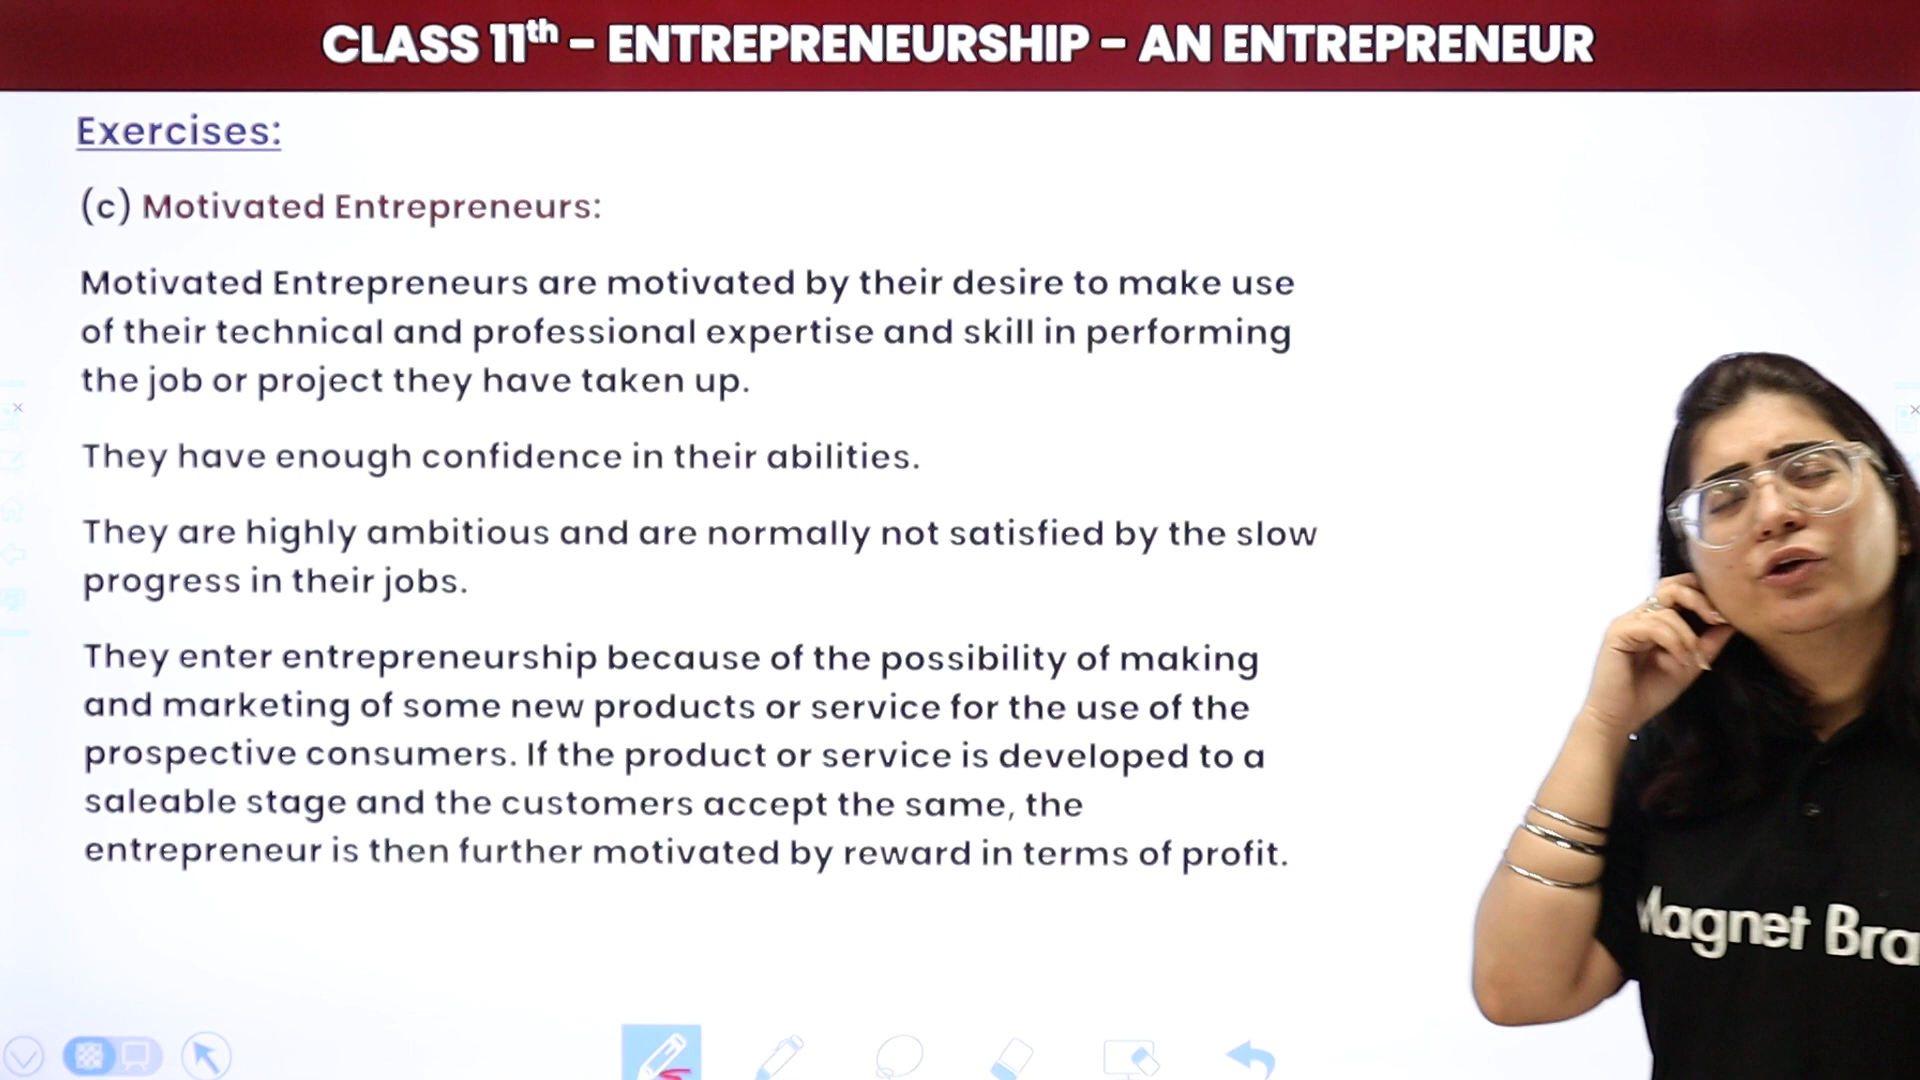 CLASS 11th – ENTREPRENEURSHIP – AN ENTREPRENEUR
Exercises:
(c) Motivated Entrepreneurs:
Motivated Entrepreneurs are motivated by their desire to make use
of their technical and professional expertise and skill in performing
the job or project they have taken up.
They have enough confidence in their abilities.
They are highly ambitious and are normally not satisfied by the slow
progress in their jobs.
They enter entrepreneurship because of the possibility of making
and marketing of some new products or service for the use of the
prospective consumers. If the product or service is developed to a
saleable stage and the customers accept the same, the
entrepreneur is then further motivated by reward in terms of profit.
Magnet Bra